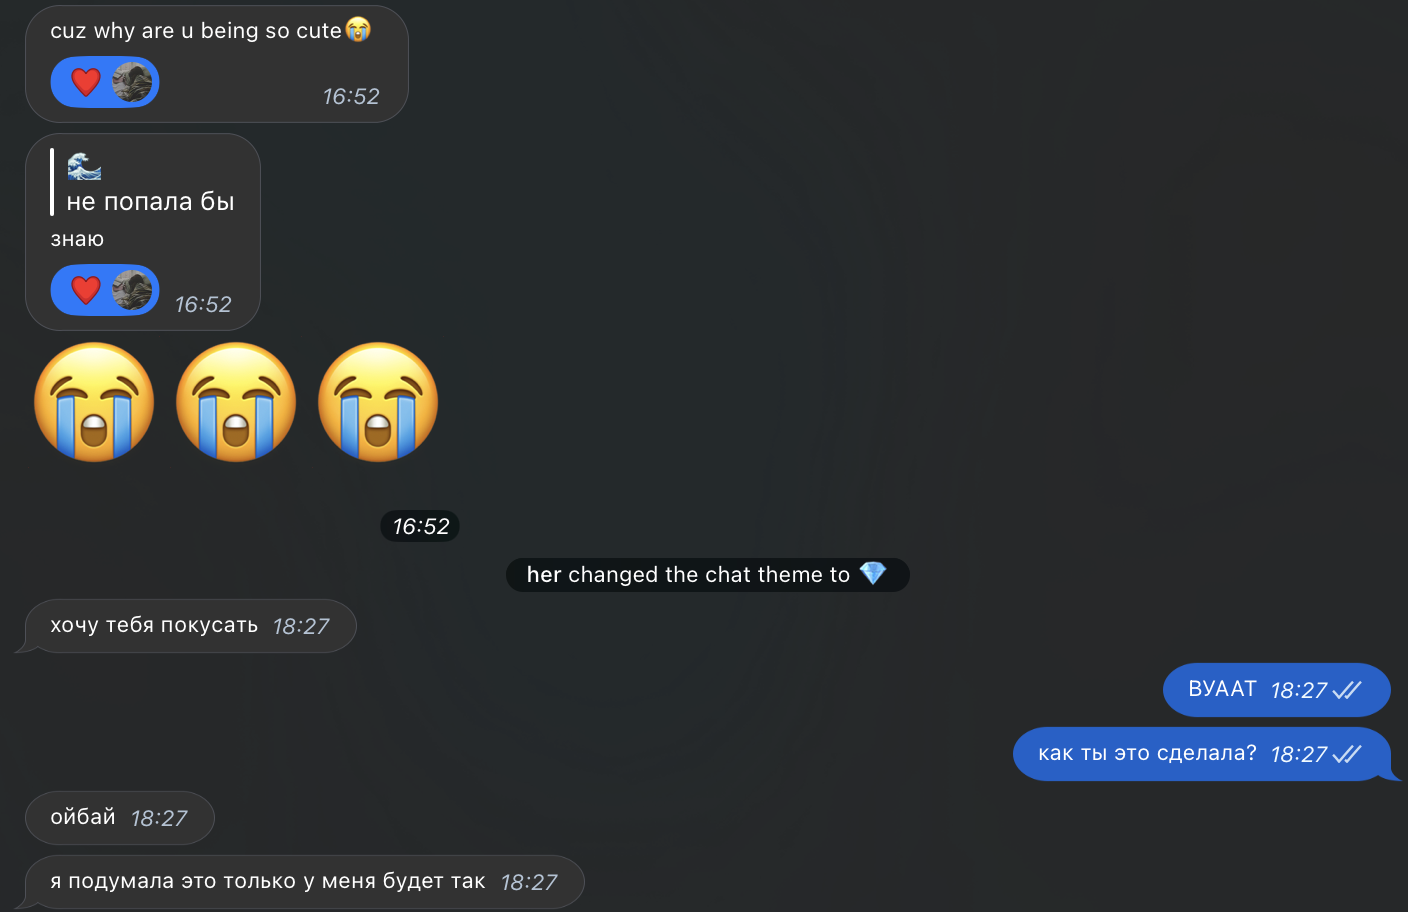 cuz why are u being so cute😭
❤️
16:52
🌊
не попала бы
знаю
❤️ 16:52
😭😭😭
16:52
her changed the chat theme to 💎
хочу тебя покусать 18:27
ВУААТ 18:27
как ты это сделала? 18:27
ойбай 18:27
я подумала это только у меня будет так 18:27